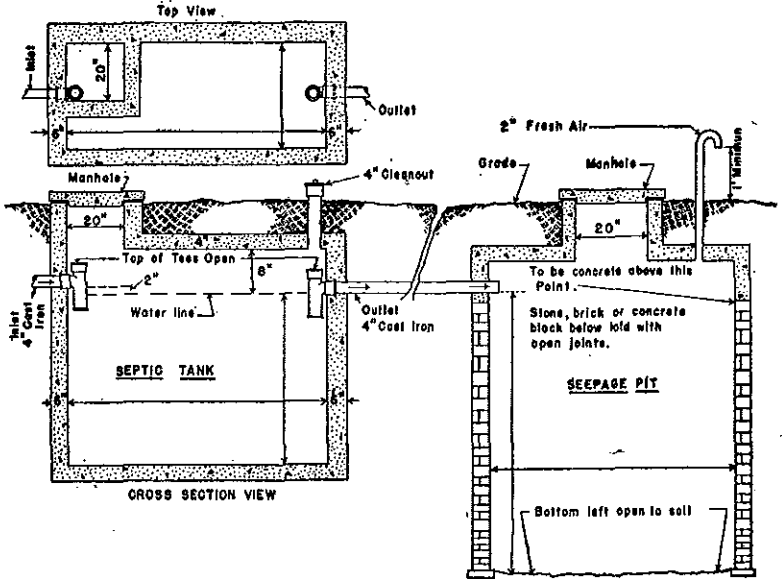 Top View
Inlet
20"
Outlet
6"
6"
Manhole
4" Cleanout
2" Fresh Air
Grade
Manhole
1' Minimun
20"
4"
Top of Tees Open
8"
2"
Water line
Inlet
4" Cast
Iron
Outlet
4" Cast Iron
SEPTIC TANK
6"
6"
CROSS SECTION VIEW
20"
To be concrete above this
Point.
Stone, brick or concrete
block below laid with
open joints.
SEEPAGE PIT
Bottom left open to soil